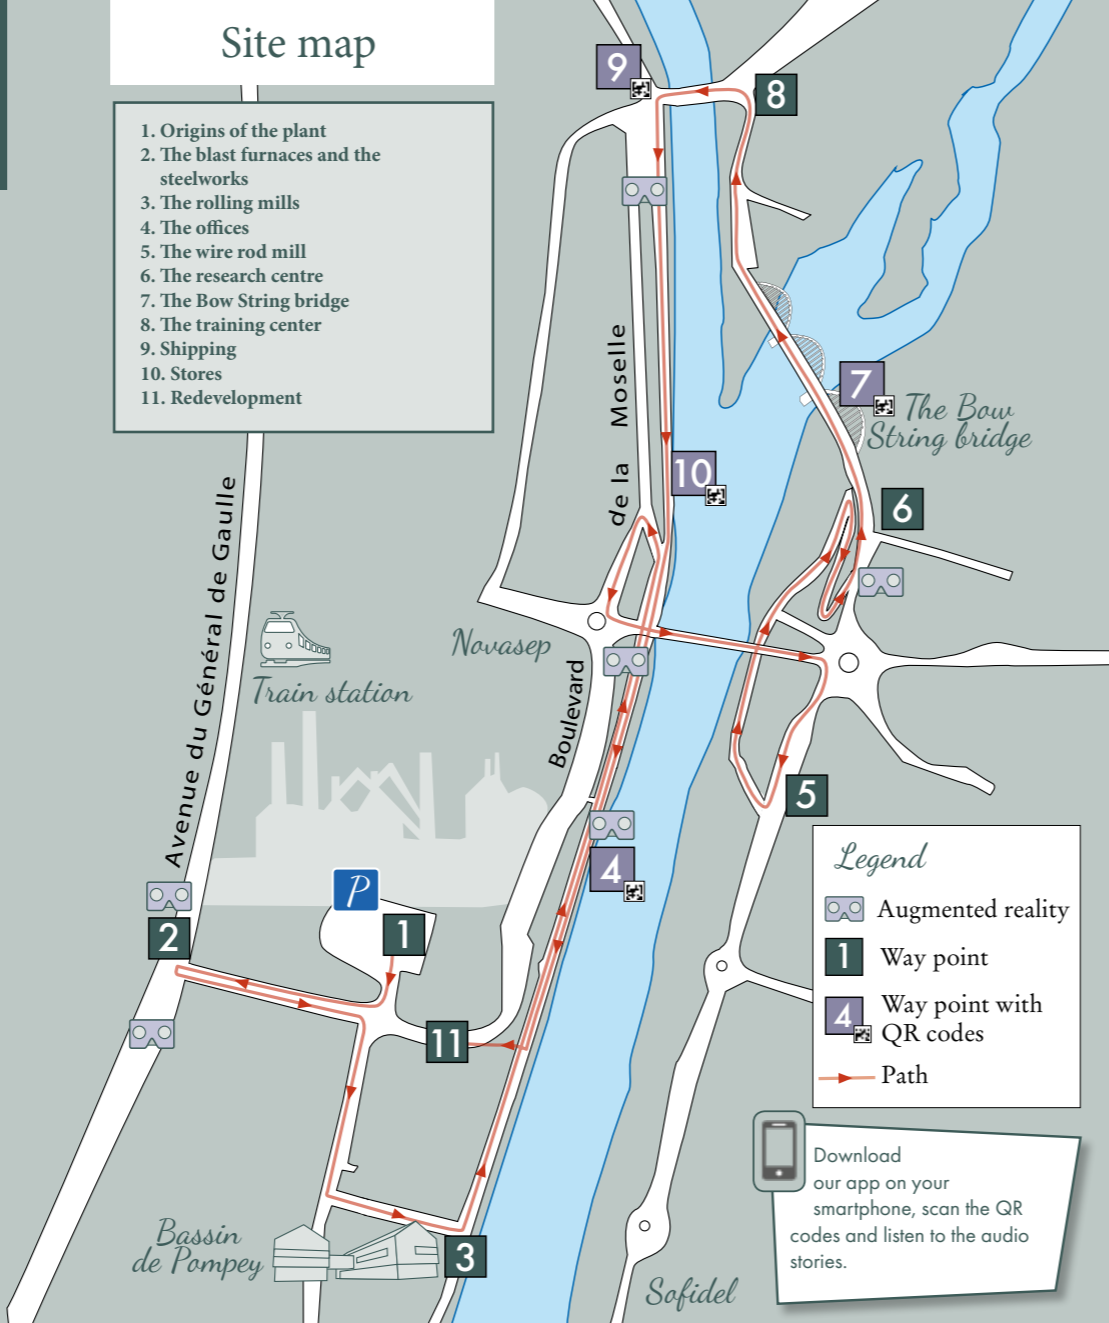 Site map
1. Origins of the plant
2. The blast furnaces and the
steelworks
3. The rolling mills
4. The offices
5. The wire rod mill
6. The research centre
7. The Bow String bridge
8. The training center
9. Shipping
10. Stores
11. Redevelopment
9
8
7
The Bow
String bridge
10
6
Boulevard de la Moselle
Avenue du Général de Gaulle
Novasep
Train station
5
4
P
1
2
11
3
Bassin
de Pompey
Sofidel
Legend
Augmented reality
1 Way point
4 Way point with
QR codes
Path
Download
our app on your
smartphone, scan the QR
codes and listen to the audio
stories.